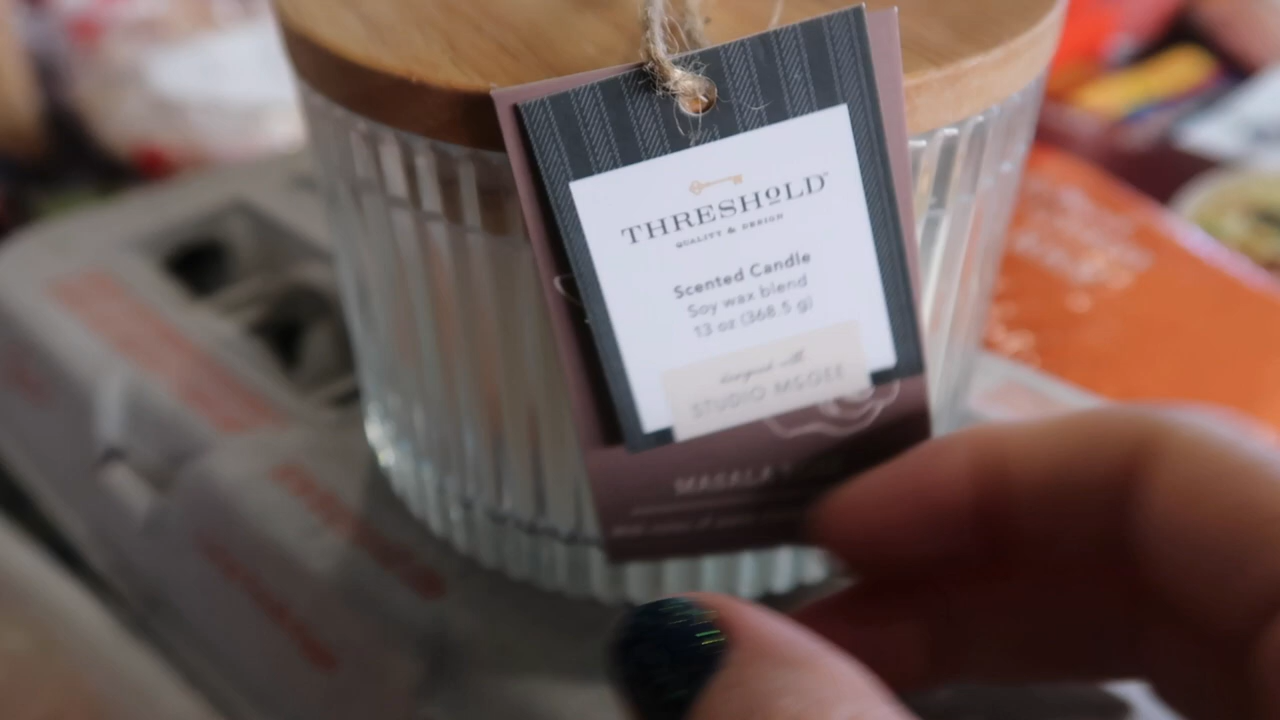 THRESHOLD
QUALITY & DESIGN
Scented Candle
Soy wax blend
13 oz (368.5 g)
designed with
STUDIO MCGEE
MASALA